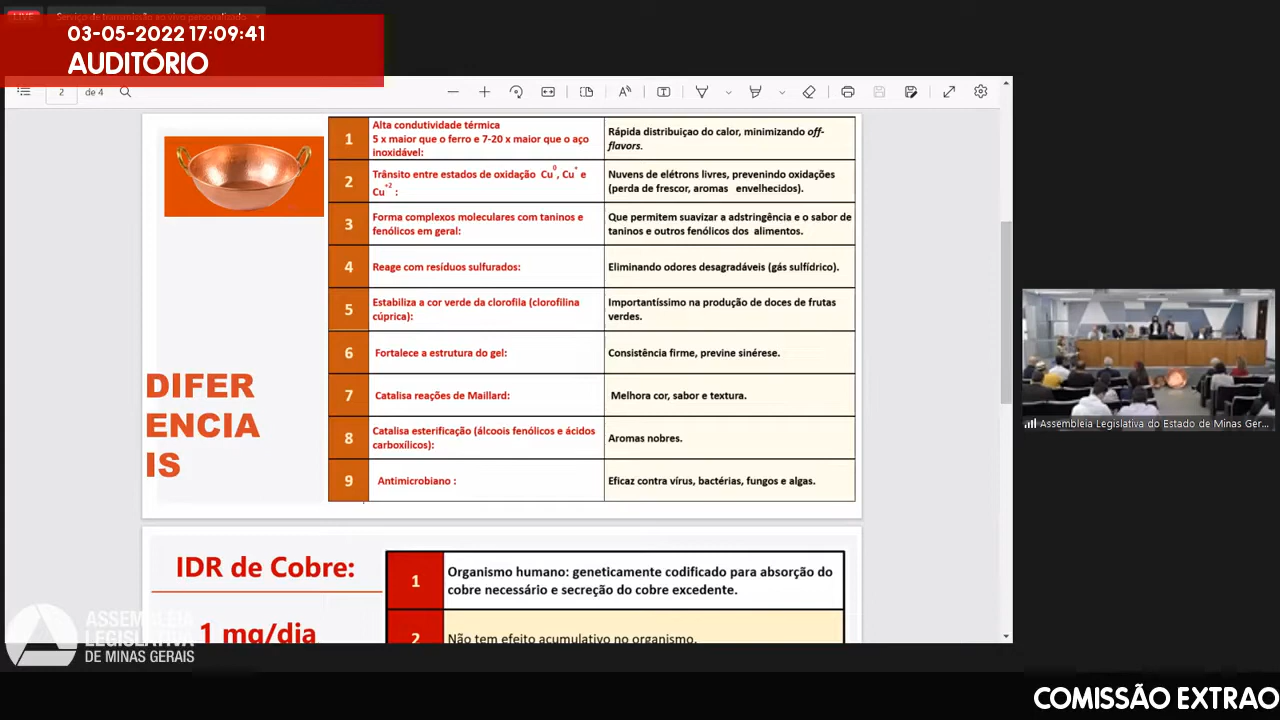 LIVE
Serviço de transmissão ao vivo personalizado
03-05-2022 17:09:41
AUDITÓRIO
2 de 4
1
Alta condutividade térmica
5 x maior que o ferro e 7-20 x maior que o aço
inoxidável:
Rápida distribuiçao do calor, minimizando off-
flavors.
2
Trânsito entre estados de oxidação Cu0, Cu+ e
Cu+2 :
Nuvens de elétrons livres, prevenindo oxidações
(perda de frescor, aromas envelhecidos).
3
Forma complexos moleculares com taninos e
fenólicos em geral:
Que permitem suavizar a adstringência e o sabor de
taninos e outros fenólicos dos alimentos.
4
Reage com resíduos sulfurados:
Eliminando odores desagradáveis (gás sulfídrico).
5
Estabiliza a cor verde da clorofila (clorofilina
cúprica):
Importantíssimo na produção de doces de frutas
verdes.
6
Fortalece a estrutura do gel:
Consistência firme, previne sinérese.
7
Catalisa reações de Maillard:
Melhora cor, sabor e textura.
8
Catalisa esterificação (álcoois fenólicos e ácidos
carboxílicos):
Aromas nobres.
9
Antimicrobiano :
Eficaz contra vírus, bactérias, fungos e algas.
DIFER
ENCIA
IS
IDR de Cobre:
1 mg/dia
1
Organismo humano: geneticamente codificado para absorção do
cobre necessário e secreção do cobre excedente.
2
Não tem efeito acumulativo no organismo.
Assembleia Legislativa do Estado de Minas Ger...
ASSEMBLEIA
LEGISLATIVA
DE MINAS GERAIS
COMISSÃO EXTRAO